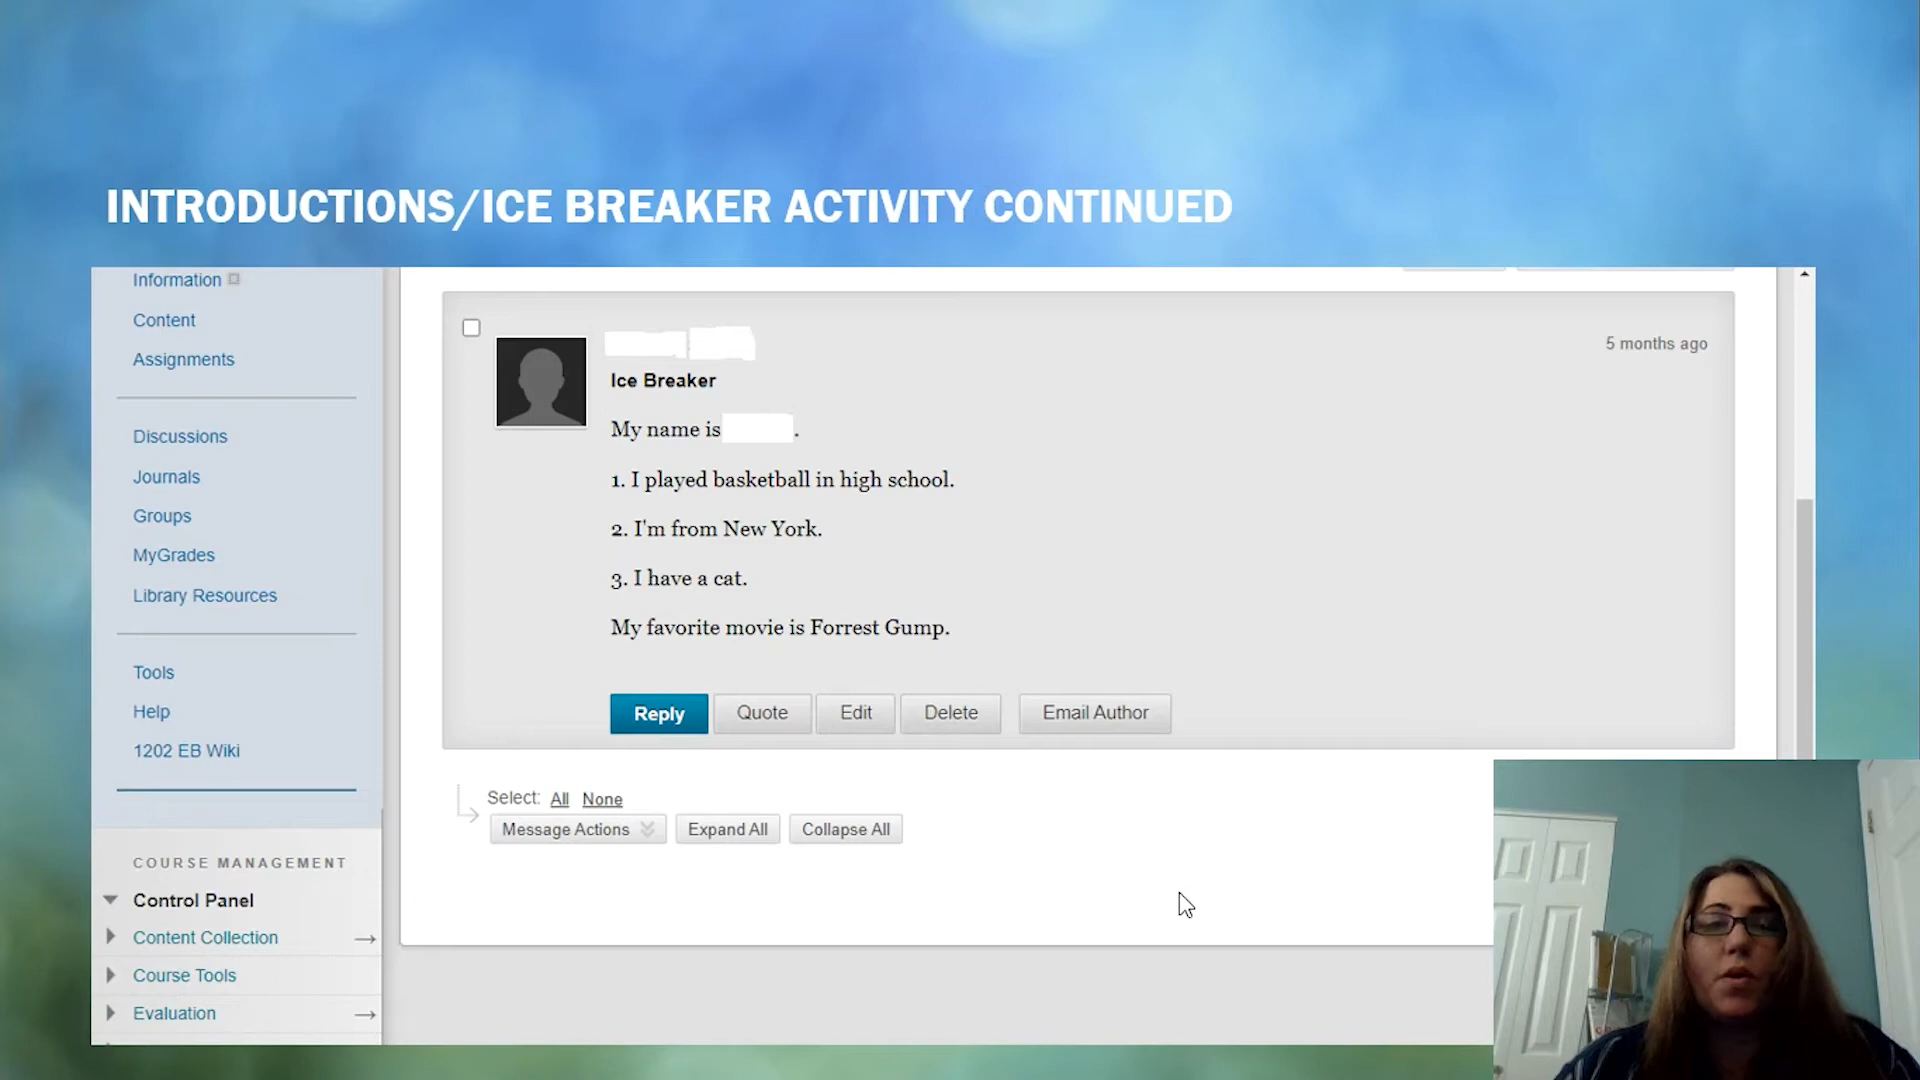 INTRODUCTIONS/ICE BREAKER ACTIVITY CONTINUED
Information
Content
Assignments
Discussions
Journals
Groups
MyGrades
Library Resources
Tools
Help
1202 EB Wiki
COURSE MANAGEMENT
Control Panel
Content Collection
Course Tools
Evaluation
5 months ago
Ice Breaker
My name is .
1. I played basketball in high school.
2. I'm from New York.
3. I have a cat.
My favorite movie is Forrest Gump.
Reply Quote Edit Delete Email Author
Select: All None
Message Actions Expand All Collapse All